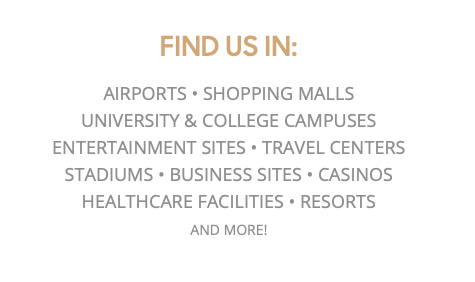 FIND US IN:
AIRPORTS • SHOPPING MALLS
UNIVERSITY & COLLEGE CAMPUSES
ENTERTAINMENT SITES • TRAVEL CENTERS
STADIUMS • BUSINESS SITES • CASINOS
HEALTHCARE FACILITIES • RESORTS
AND MORE!